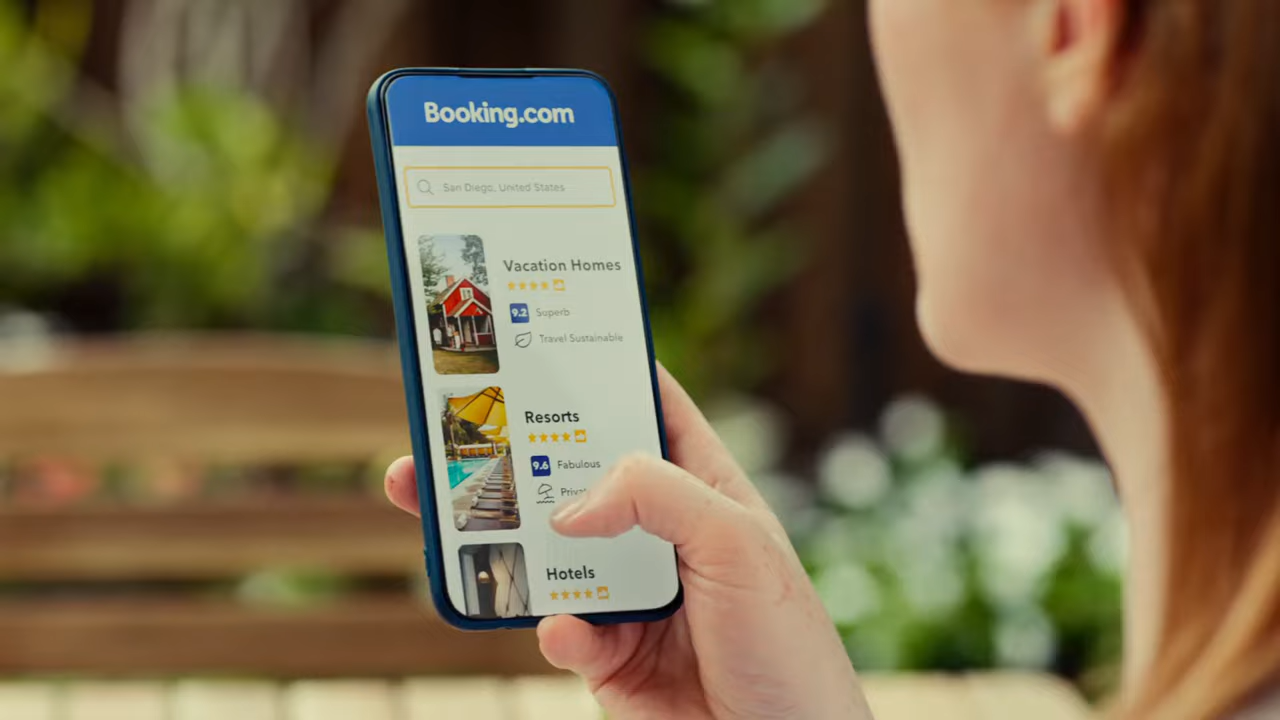 Booking.com
San Diego, United States
Vacation Homes
9.2 Superb
Travel Sustainable
Resorts
9.6 Fabulous
Hotels